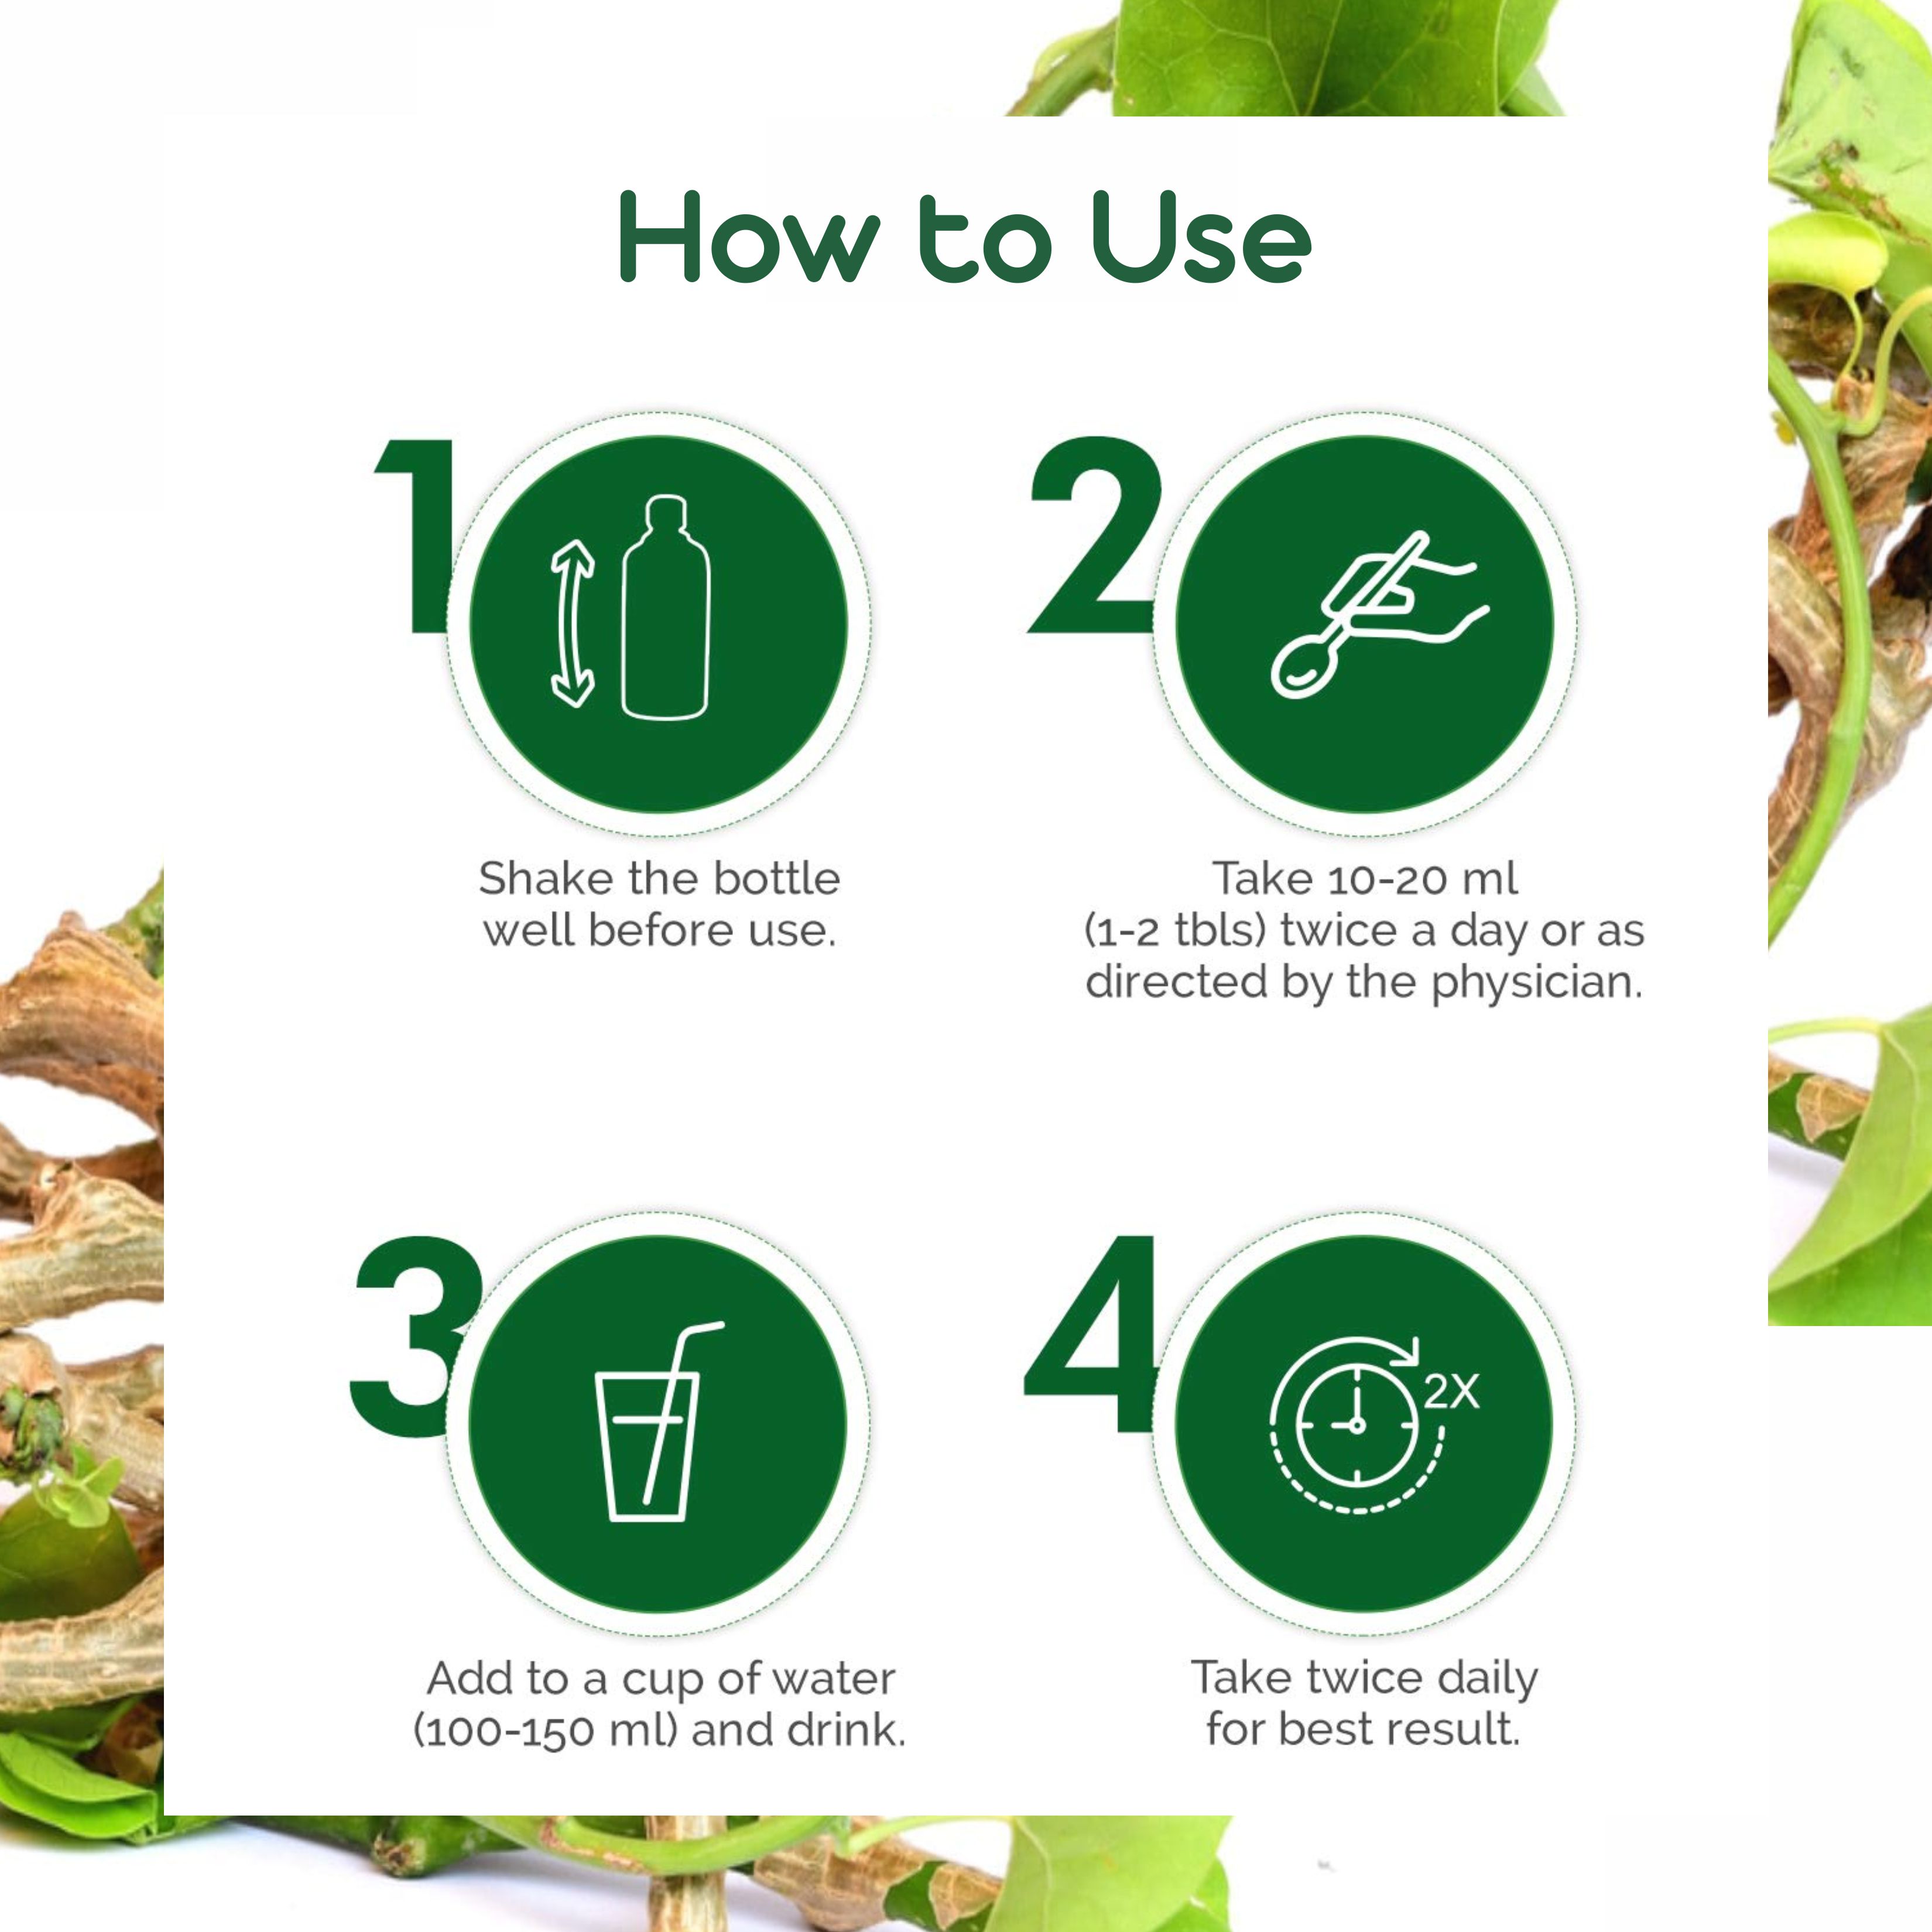 How to Use
1
Shake the bottle
well before use.
2
Take 10-20 ml
(1-2 tbls) twice a day or as
directed by the physician.
3
Add to a cup of water
(100-150 ml) and drink.
4
2X
Take twice daily
for best result.